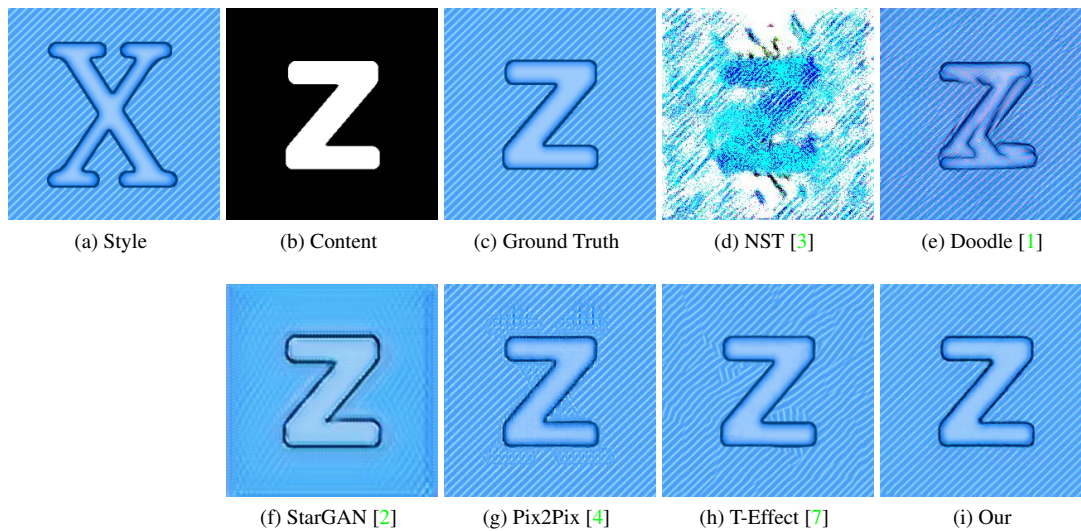 X Z Z Z Z
(a) Style (b) Content (c) Ground Truth (d) NST [3] (e) Doodle [1]
Z Z Z Z
(f) StarGAN [2] (g) Pix2Pix [4] (h) T-Effect [7] (i) Our